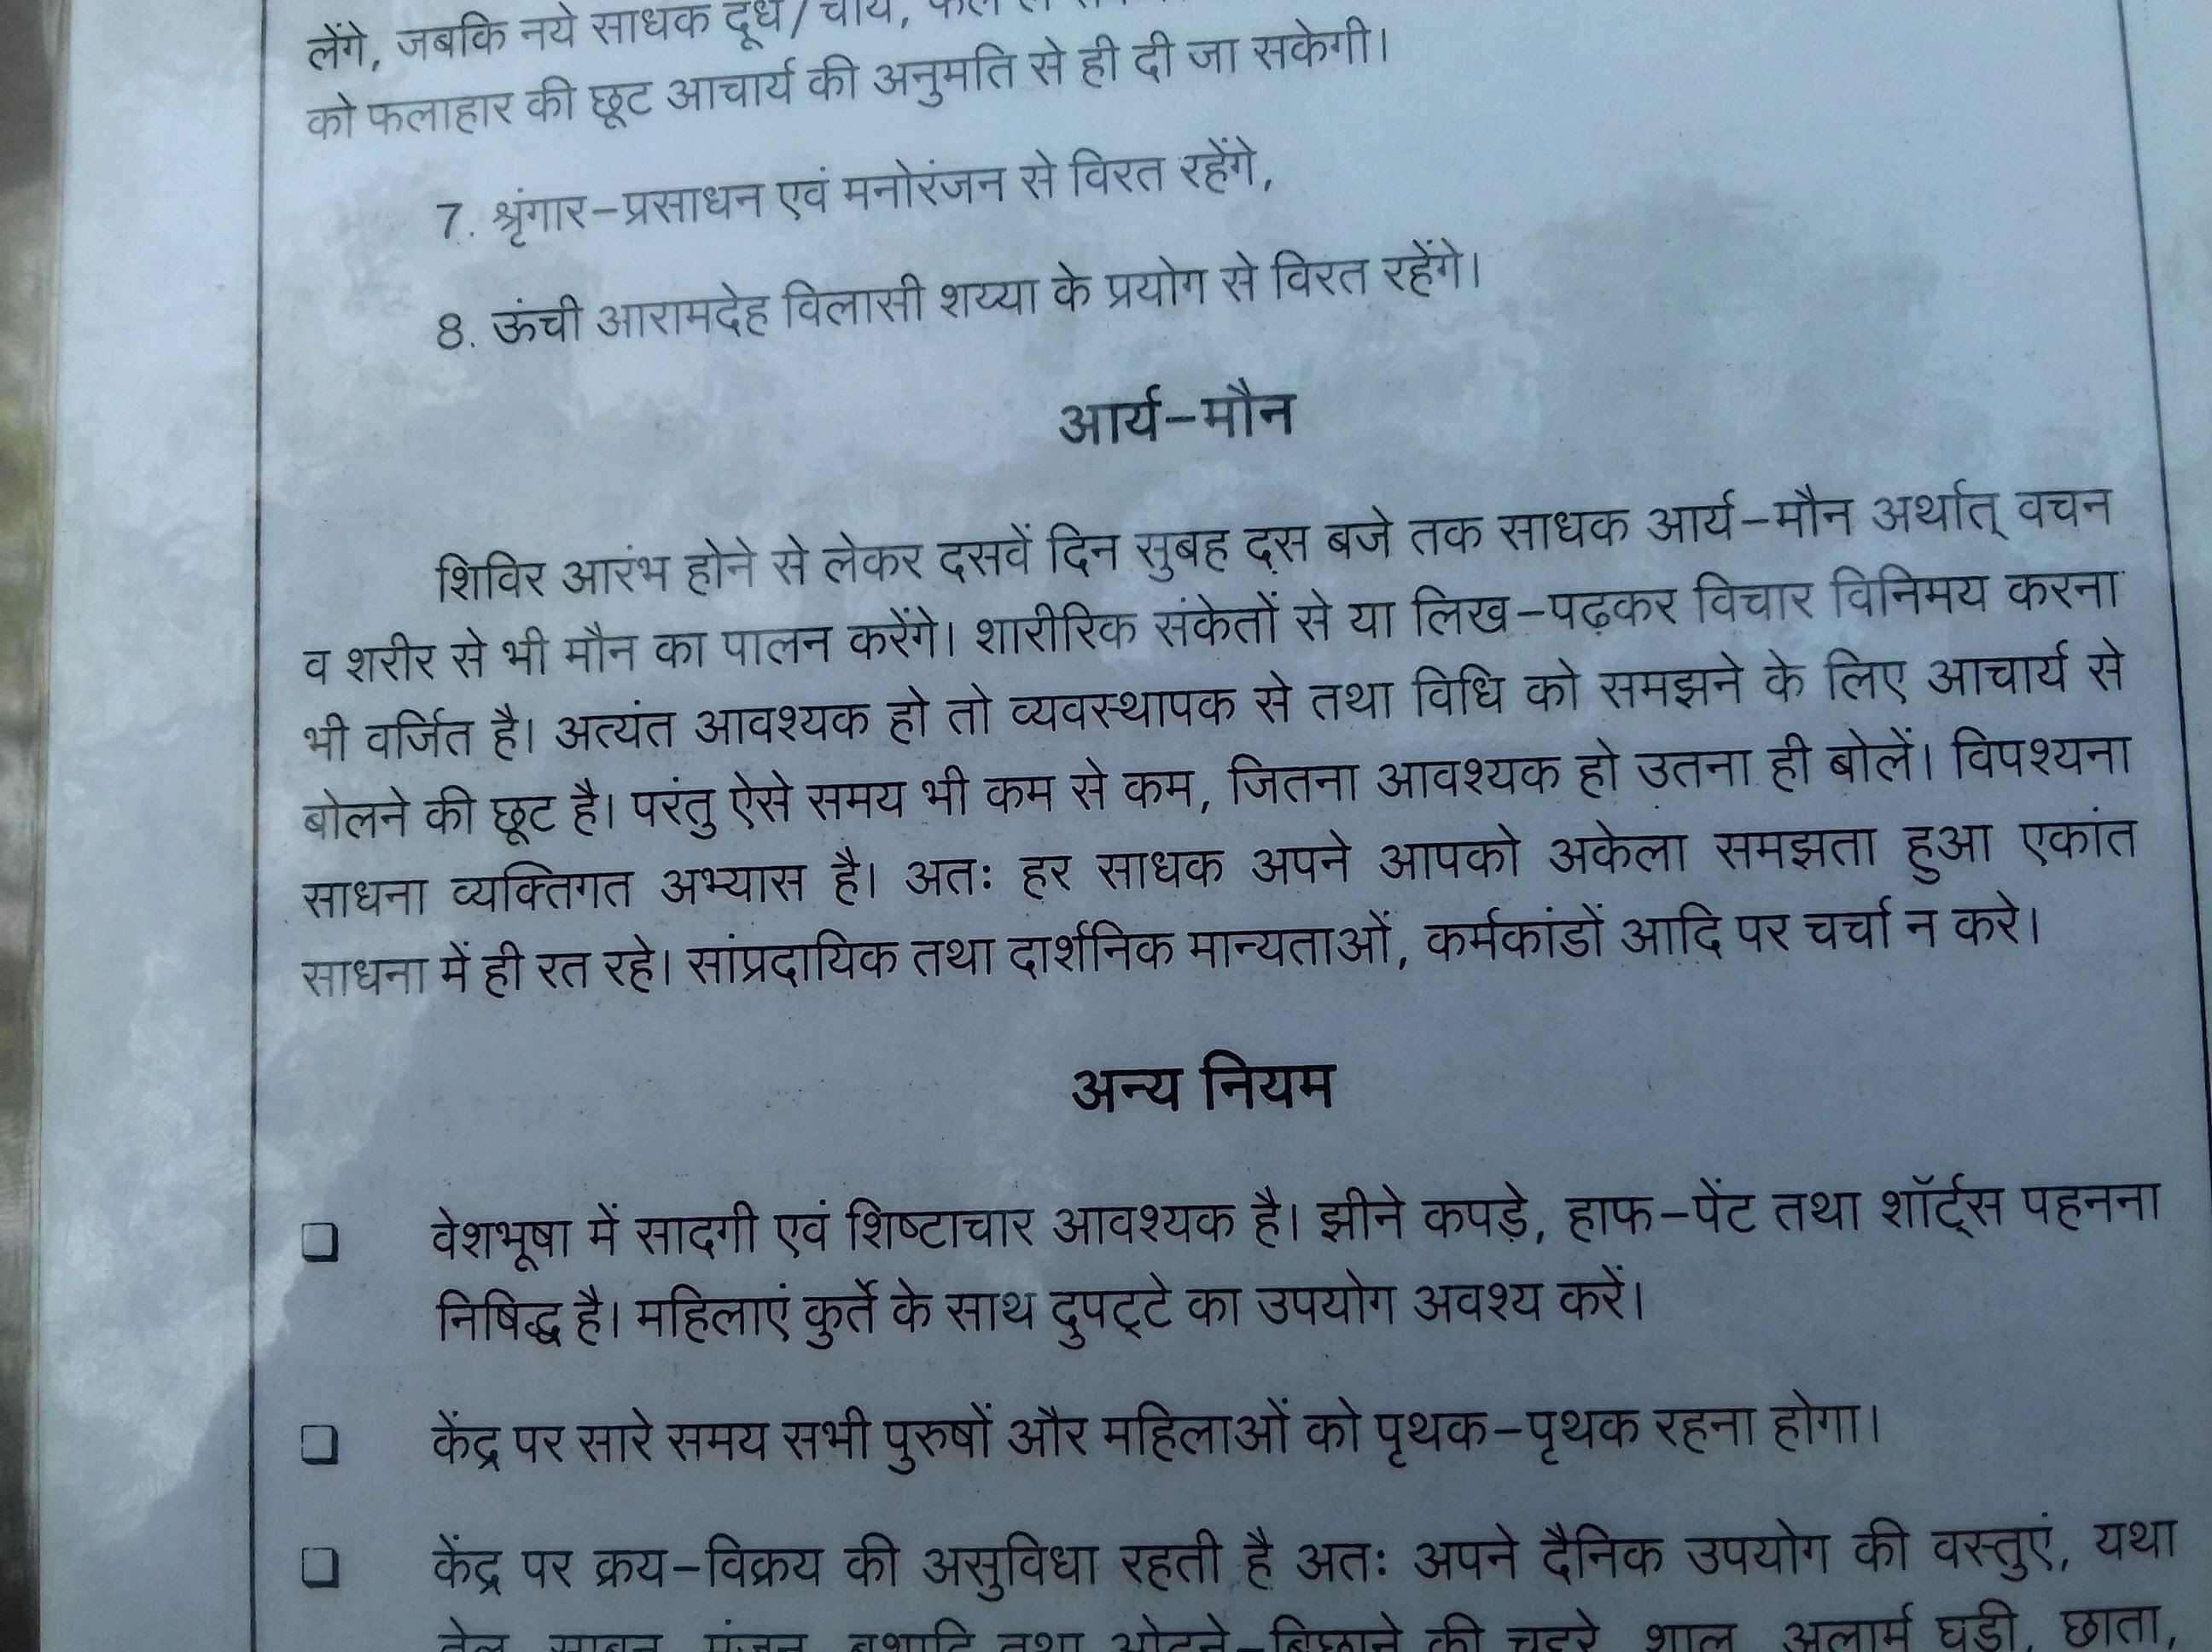 लेंगे, जबकि नये साधक दूध/ चाय,
को फलाहार की छूट आचार्य की अनुमति से ही दी जा सकेगी।
7. श्रृंगार-प्रसाधन एवं मनोरंजन से विरत रहेंगे,
8. ऊंची आरामदेह विलासी शय्या के प्रयोग से विरत रहेंगे।
आर्य-मौन
शिविर आरंभ होने से लेकर दसवें दिन सुबह दस बजे तक साधक आर्य-मौन अर्थात् वचन
व शरीर से भी मौन का पालन करेंगे। शारीरिक संकेतों से या लिख-पढ़कर विचार विनिमय करना
भी वर्जित है। अत्यंत आवश्यक हो तो व्यवस्थापक से तथा विधि को समझने के लिए आचार्य से
बोलने की छूट है। परंतु ऐसे समय भी कम से कम, जितना आवश्यक हो उतना ही बोलें। विपश्यना
साधना व्यक्तिगत अभ्यास है। अतः हर साधक अपने आपको अकेला समझता हुआ एकांत
साधना में ही रत रहे। सांप्रदायिक तथा दार्शनिक मान्यताओं, कर्मकांडों आदि पर चर्चा न करे।
अन्य नियम
❑ वेशभूषा में सादगी एवं शिष्टाचार आवश्यक है। झीने कपड़े, हाफ-पेंट तथा शॉर्ट्स पहनना
निषिद्ध है। महिलाएं कुर्ते के साथ दुपट्टे का उपयोग अवश्य करें।
❑ केंद्र पर सारे समय सभी पुरुषों और महिलाओं को पृथक-पृथक रहना होगा।
❑ केंद्र पर क्रय-विक्रय की असुविधा रहती है अतः अपने दैनिक उपयोग की वस्तुएं, यथा
तेल, साबुन, मंजन इत्यादि तथा ओढ़ने-बिछाने की चद्दरें, शाल, अलार्म घड़ी, छाता,